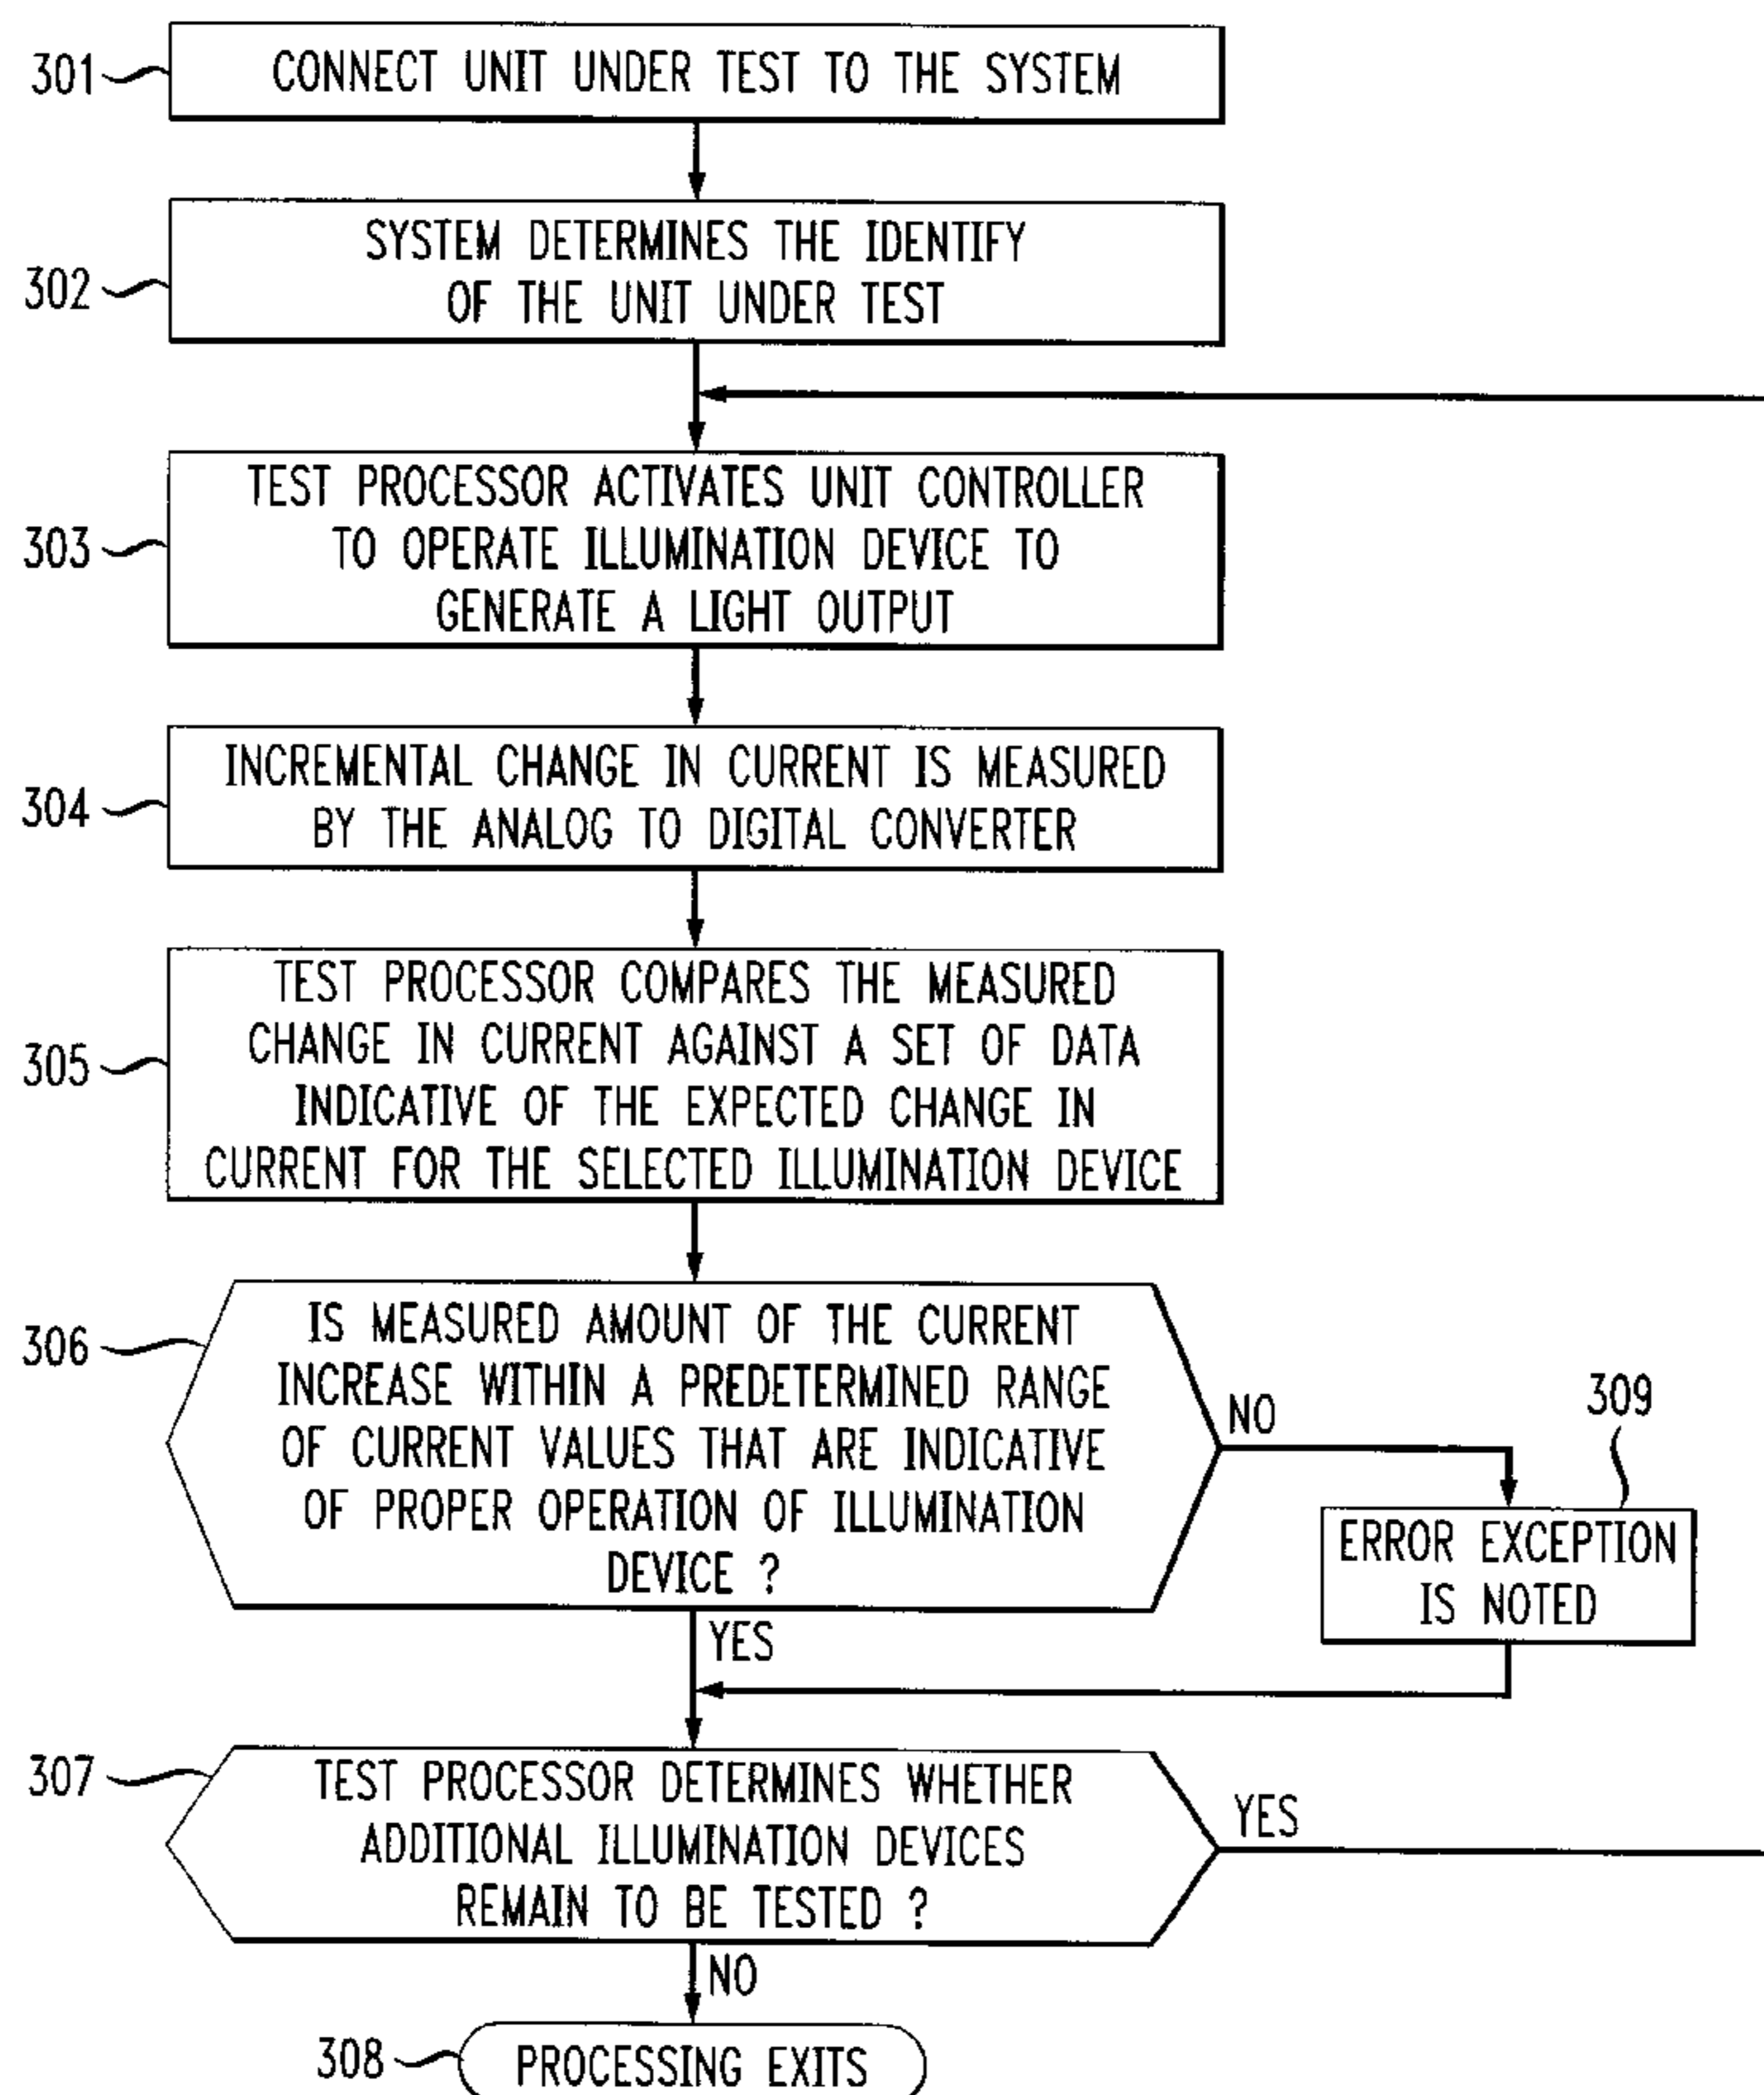 301
CONNECT UNIT UNDER TEST TO THE SYSTEM
302
SYSTEM DETERMINES THE IDENTIFY
OF THE UNIT UNDER TEST
303
TEST PROCESSOR ACTIVATES UNIT CONTROLLER
TO OPERATE ILLUMINATION DEVICE TO
GENERATE A LIGHT OUTPUT
304
INCREMENTAL CHANGE IN CURRENT IS MEASURED
BY THE ANALOG TO DIGITAL CONVERTER
305
TEST PROCESSOR COMPARES THE MEASURED
CHANGE IN CURRENT AGAINST A SET OF DATA
INDICATIVE OF THE EXPECTED CHANGE IN
CURRENT FOR THE SELECTED ILLUMINATION DEVICE
306
IS MEASURED AMOUNT OF THE CURRENT
INCREASE WITHIN A PREDETERMINED RANGE
OF CURRENT VALUES THAT ARE INDICATIVE
OF PROPER OPERATION OF ILLUMINATION
DEVICE ?
NO
309
ERROR EXCEPTION
IS NOTED
YES
307
TEST PROCESSOR DETERMINES WHETHER
ADDITIONAL ILLUMINATION DEVICES
REMAIN TO BE TESTED ?
YES
NO
308
PROCESSING EXITS